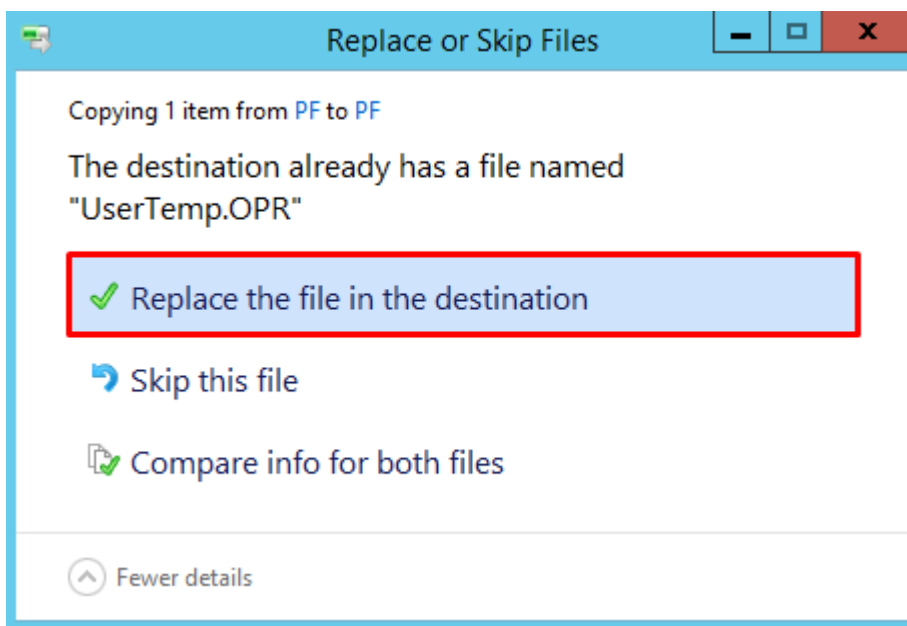 Replace or Skip Files
Copying 1 item from PF to PF
The destination already has a file named
"UserTemp.OPR"
Replace the file in the destination
Skip this file
Compare info for both files
Fewer details